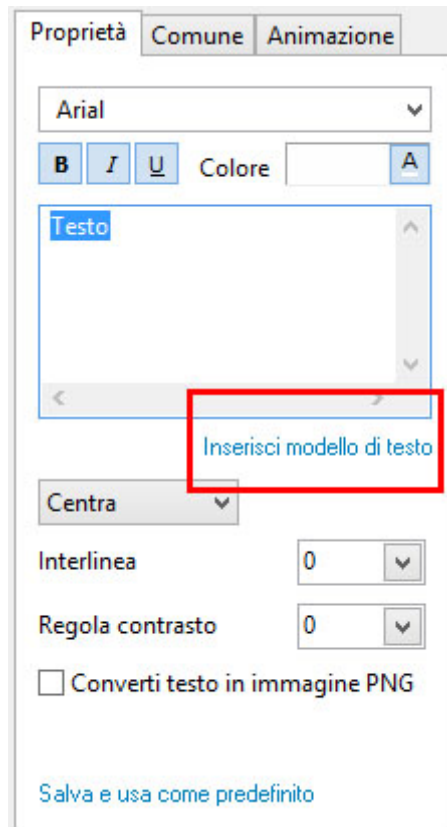 Proprietà Comune Animazione
Arial
B I U Colore A
Testo
Inserisci modello di testo
Centra
Interlinea 0
Regola contrasto 0
Converti testo in immagine PNG
Salva e usa come predefinito